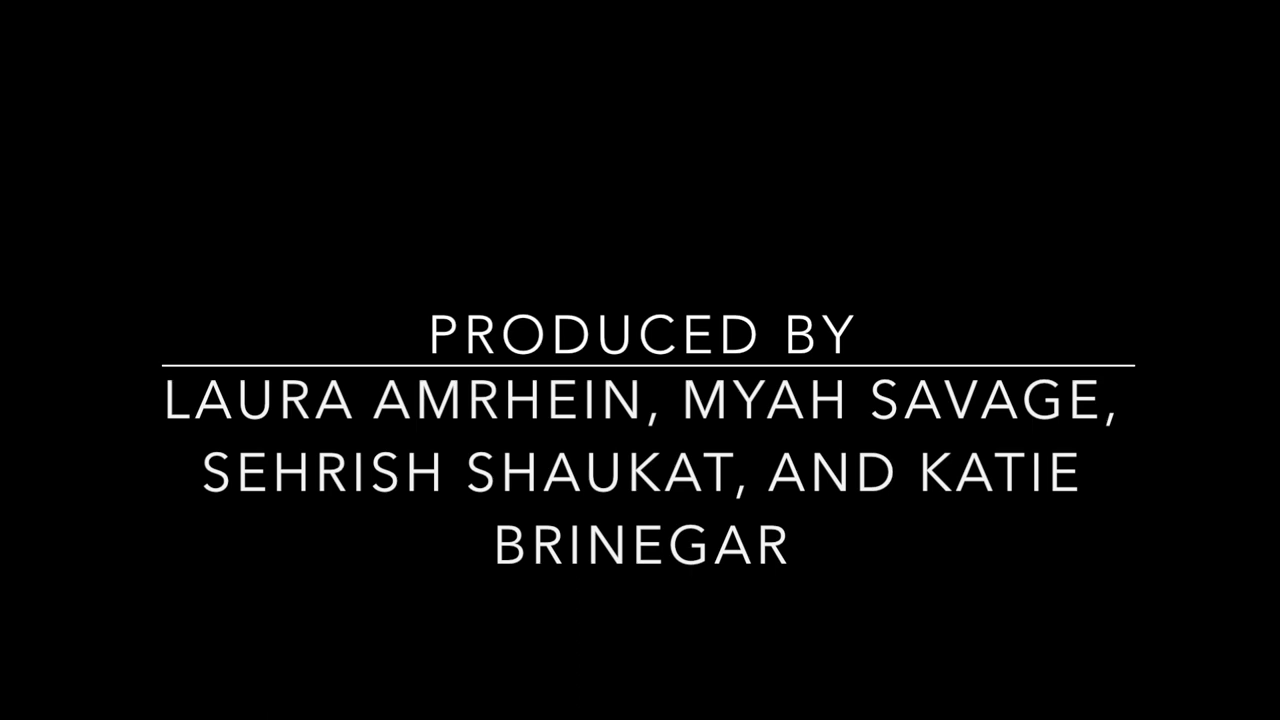 PRODUCED BY
LAURA AMRHEIN, MYAH SAVAGE,
SEHRISH SHAUKAT, AND KATIE
BRINEGAR